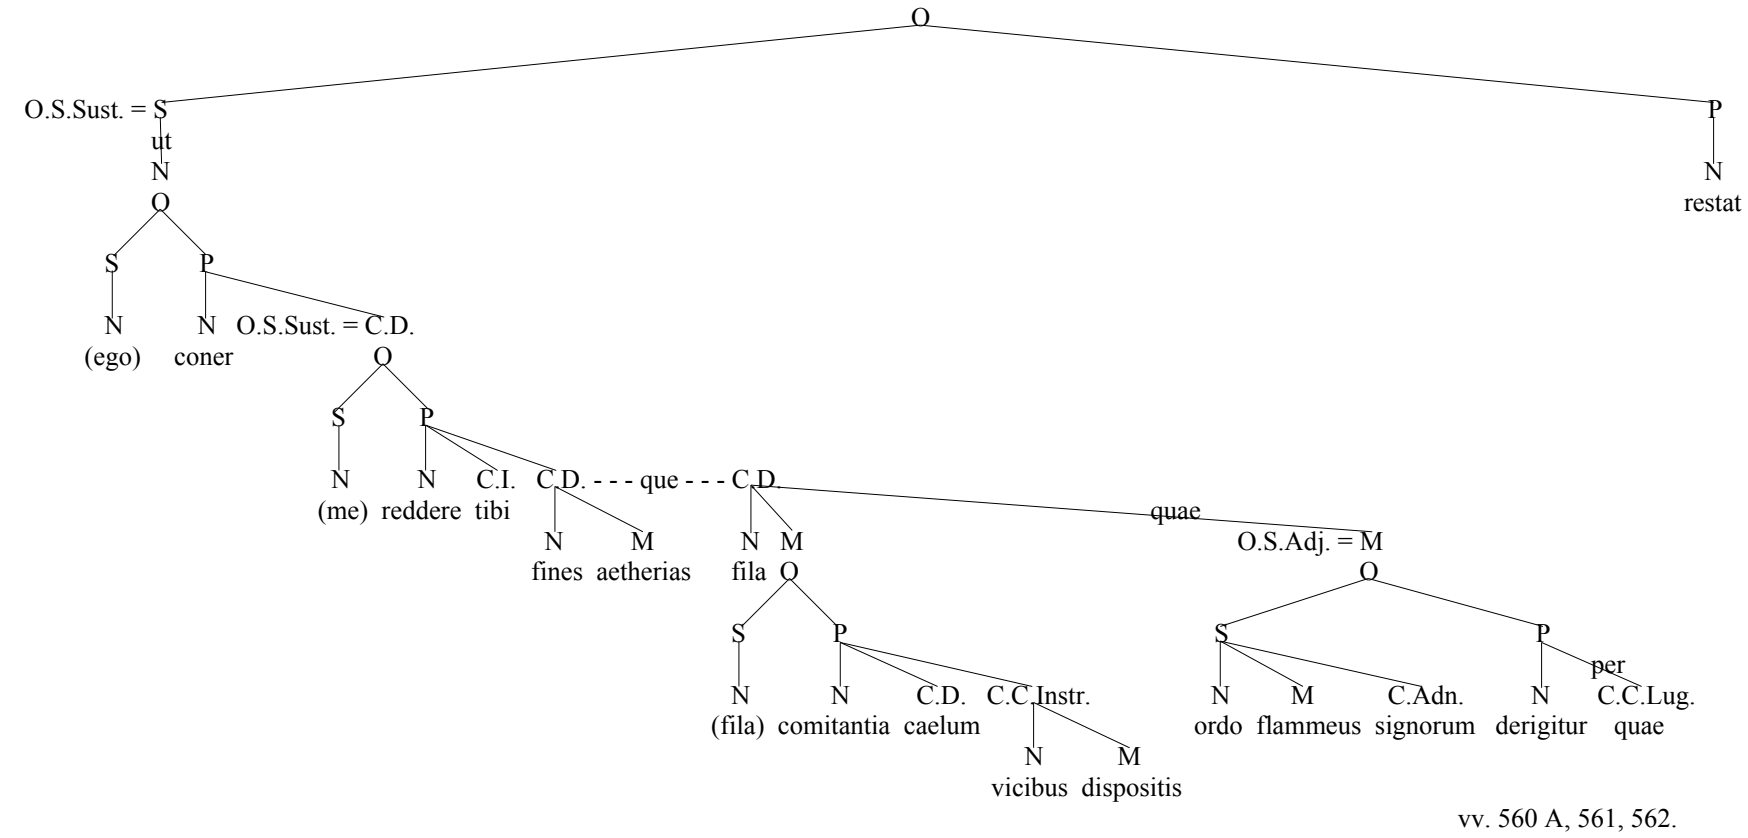 O
O.S.Sust. = S P
ut
N N
O restat
S P
N N O.S.Sust. = C.D.
(ego) coner O
S P
N N C.I. C.D. - - - que - - - C.D.
(me) reddere tibi quae
N M N M O.S.Adj. = M
fines aetherias fila O O
S P S P
per
N N C.D. C.C.Instr. N M C.Adn. N C.C.Lug.
(fila) comitantia caelum ordo flammeus signorum derigitur quae
N M
vicibus dispositis
vv. 560 A, 561, 562.